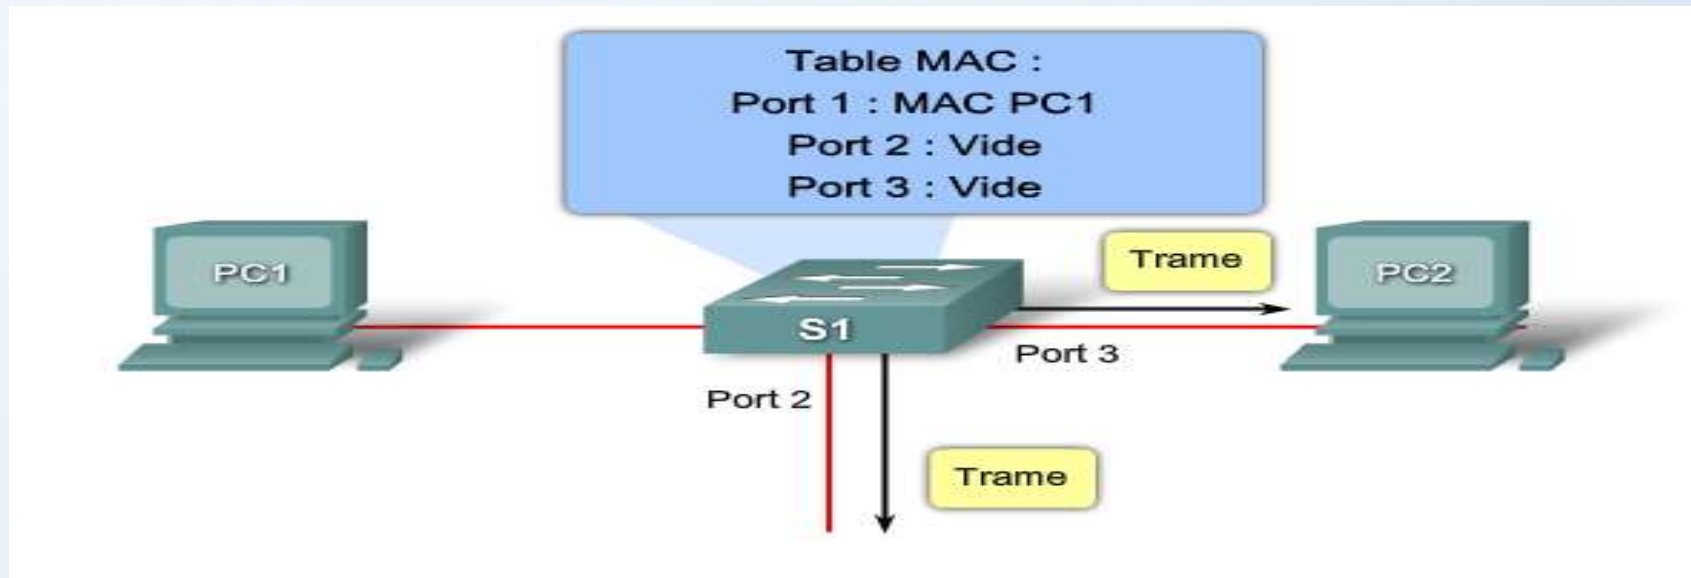 Table MAC :
Port 1 : MAC PC1
Port 2 : Vide
Port 3 : Vide
PC1
Trame
PC2
S1
Port 3
Port 2
Trame